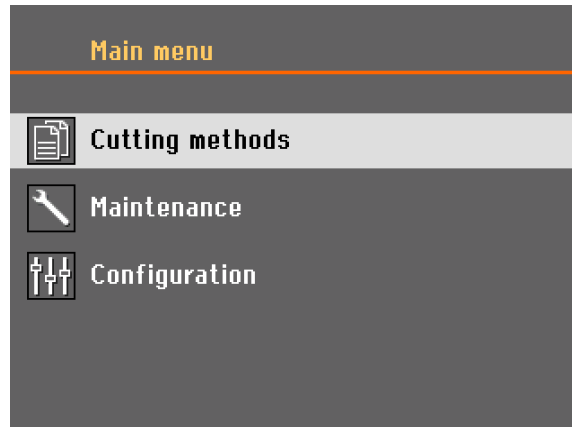 Main menu
Cutting methods
Maintenance
Configuration